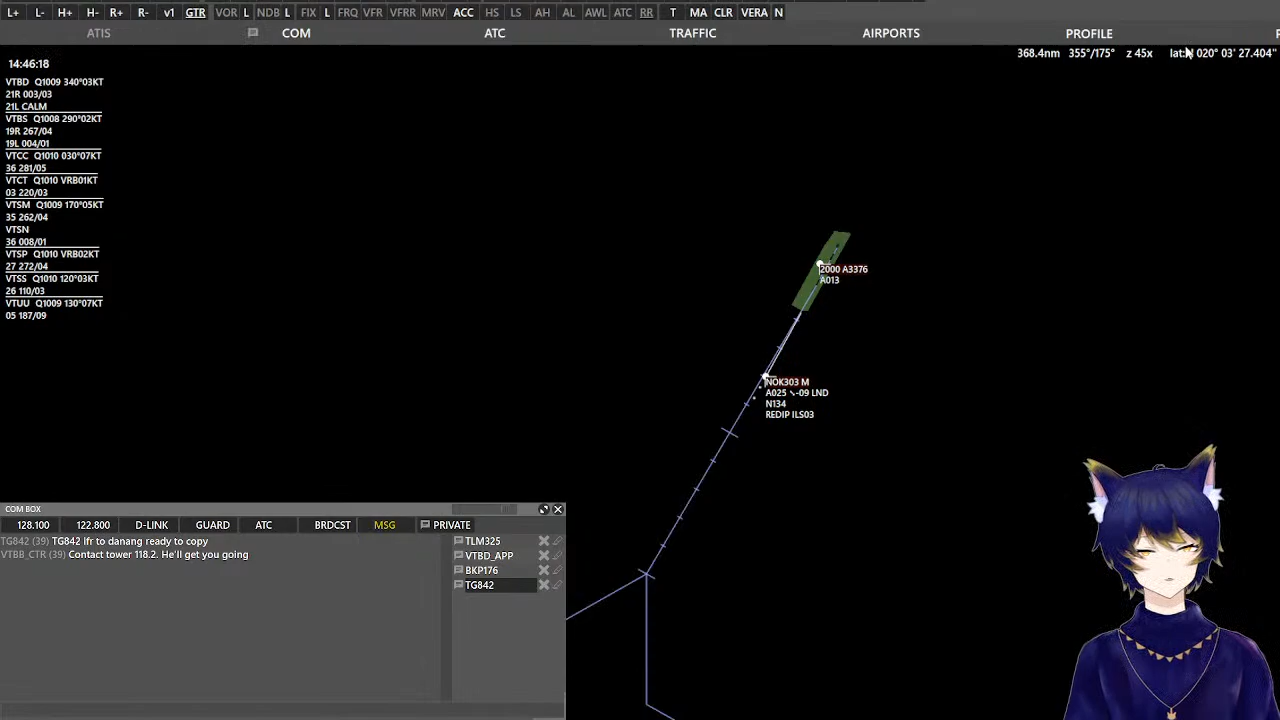 L+ L- H+ H- R+ R- v1 GTR VOR L NDB L FIX L FRQ VFR VFRR MRV ACC HS LS AH AL AWL ATC RR T MA CLR VERA N
ATIS COM ATC TRAFFIC AIRPORTS PROFILE
368.4nm 355°/175° z 45x lat:N 020° 03' 27.404"
14:46:18
VTBD Q1009 340°03KT
21R 003/03
21L CALM
VTBS Q1008 290°02KT
19R 267/04
19L 004/01
VTCC Q1010 030°07KT
36 281/05
VTCT Q1010 VRB01KT
03 220/03
VTSM Q1009 170°05KT
35 262/04
VTSN
36 008/01
VTSP Q1010 VRB02KT
27 272/04
VTSS Q1010 120°03KT
26 110/03
VTUU Q1009 130°07KT
05 187/09
2000 A3376
A013
NOK303 M
A025 -09 LND
N134
REDIP ILS03
COM BOX
128.100 122.800 D-LINK GUARD ATC BRDCST MSG PRIVATE
TG842 (39) TG842 Ifr to danang ready to copy
VTBB_CTR (39) Contact tower 118.2. He'll get you going
TLM325
VTBD_APP
BKP176
TG842